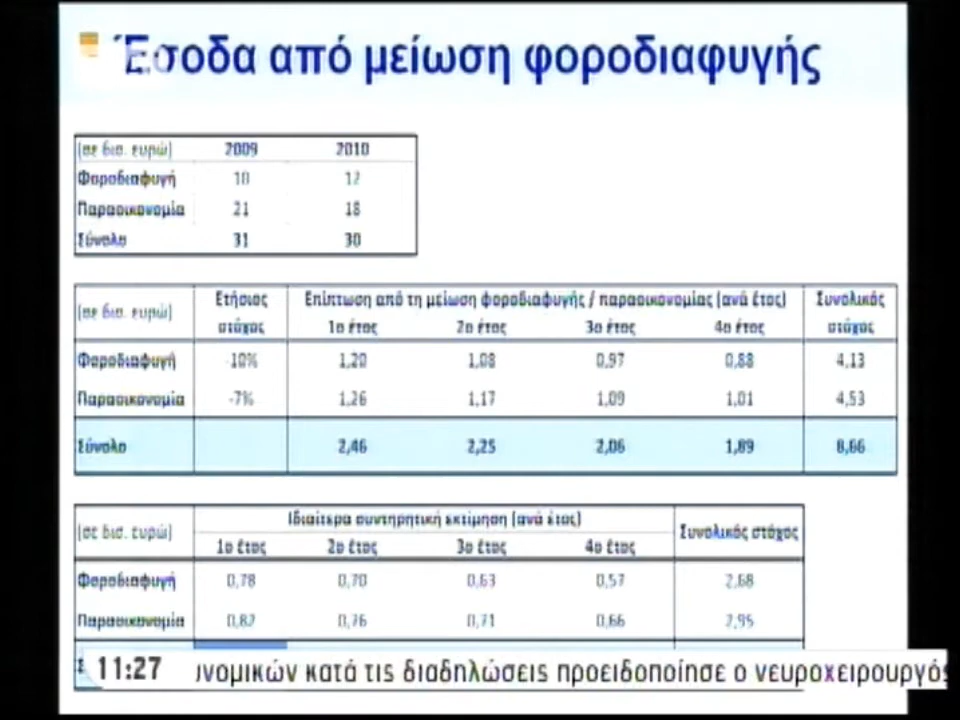 Έσοδα από μείωση φοροδιαφυγής
(σε δισ. ευρώ) 2009 2010
Φοροδιαφυγή 10 12
Παραοικονομία 21 18
Σύνολο 31 30
(σε δισ. ευρώ) Ετήσιος στόχος Επίπτωση από τη μείωση φοροδιαφυγής / παραοικονομίας (ανά έτος) Συνολικός στόχος
1ο έτος 2ο έτος 3ο έτος 4ο έτος
Φοροδιαφυγή -10% 1,20 1,08 0,97 0,88 4,13
Παραοικονομία -7% 1,26 1,17 1,09 1,01 4,53
Σύνολο 2,46 2,25 2,06 1,89 8,66
(σε δισ. ευρώ) Ιδιαίτερα συντηρητική εκτίμηση (ανά έτος) Συνολικός στόχος
1ο έτος 2ο έτος 3ο έτος 4ο έτος
Φοροδιαφυγή 0,78 0,70 0,63 0,57 2,68
Παραοικονομία 0,82 0,76 0,71 0,66 2,95
11:27 υνομικών κατά τις διαδηλώσεις προειδοποίησε ο νευροχειρουργός